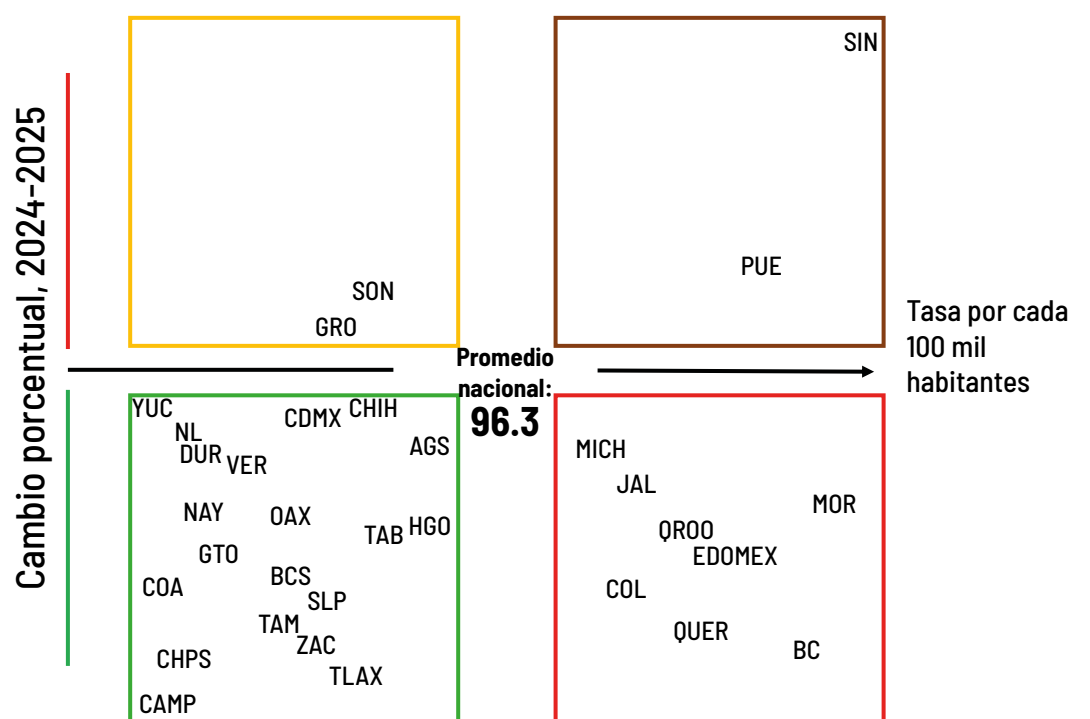 Cambio porcentual, 2024-2025
SIN
PUE
SON
GRO
Promedio
nacional:
96.3
Tasa por cada
100 mil
habitantes
YUC
CDMX
CHIH
NL
DUR
VER
AGS
NAY
OAX
TAB
HGO
GTO
COA
BCS
SLP
TAM
ZAC
CHPS
TLAX
CAMP
MICH
JAL
MOR
QROO
EDOMEX
COL
QUER
BC